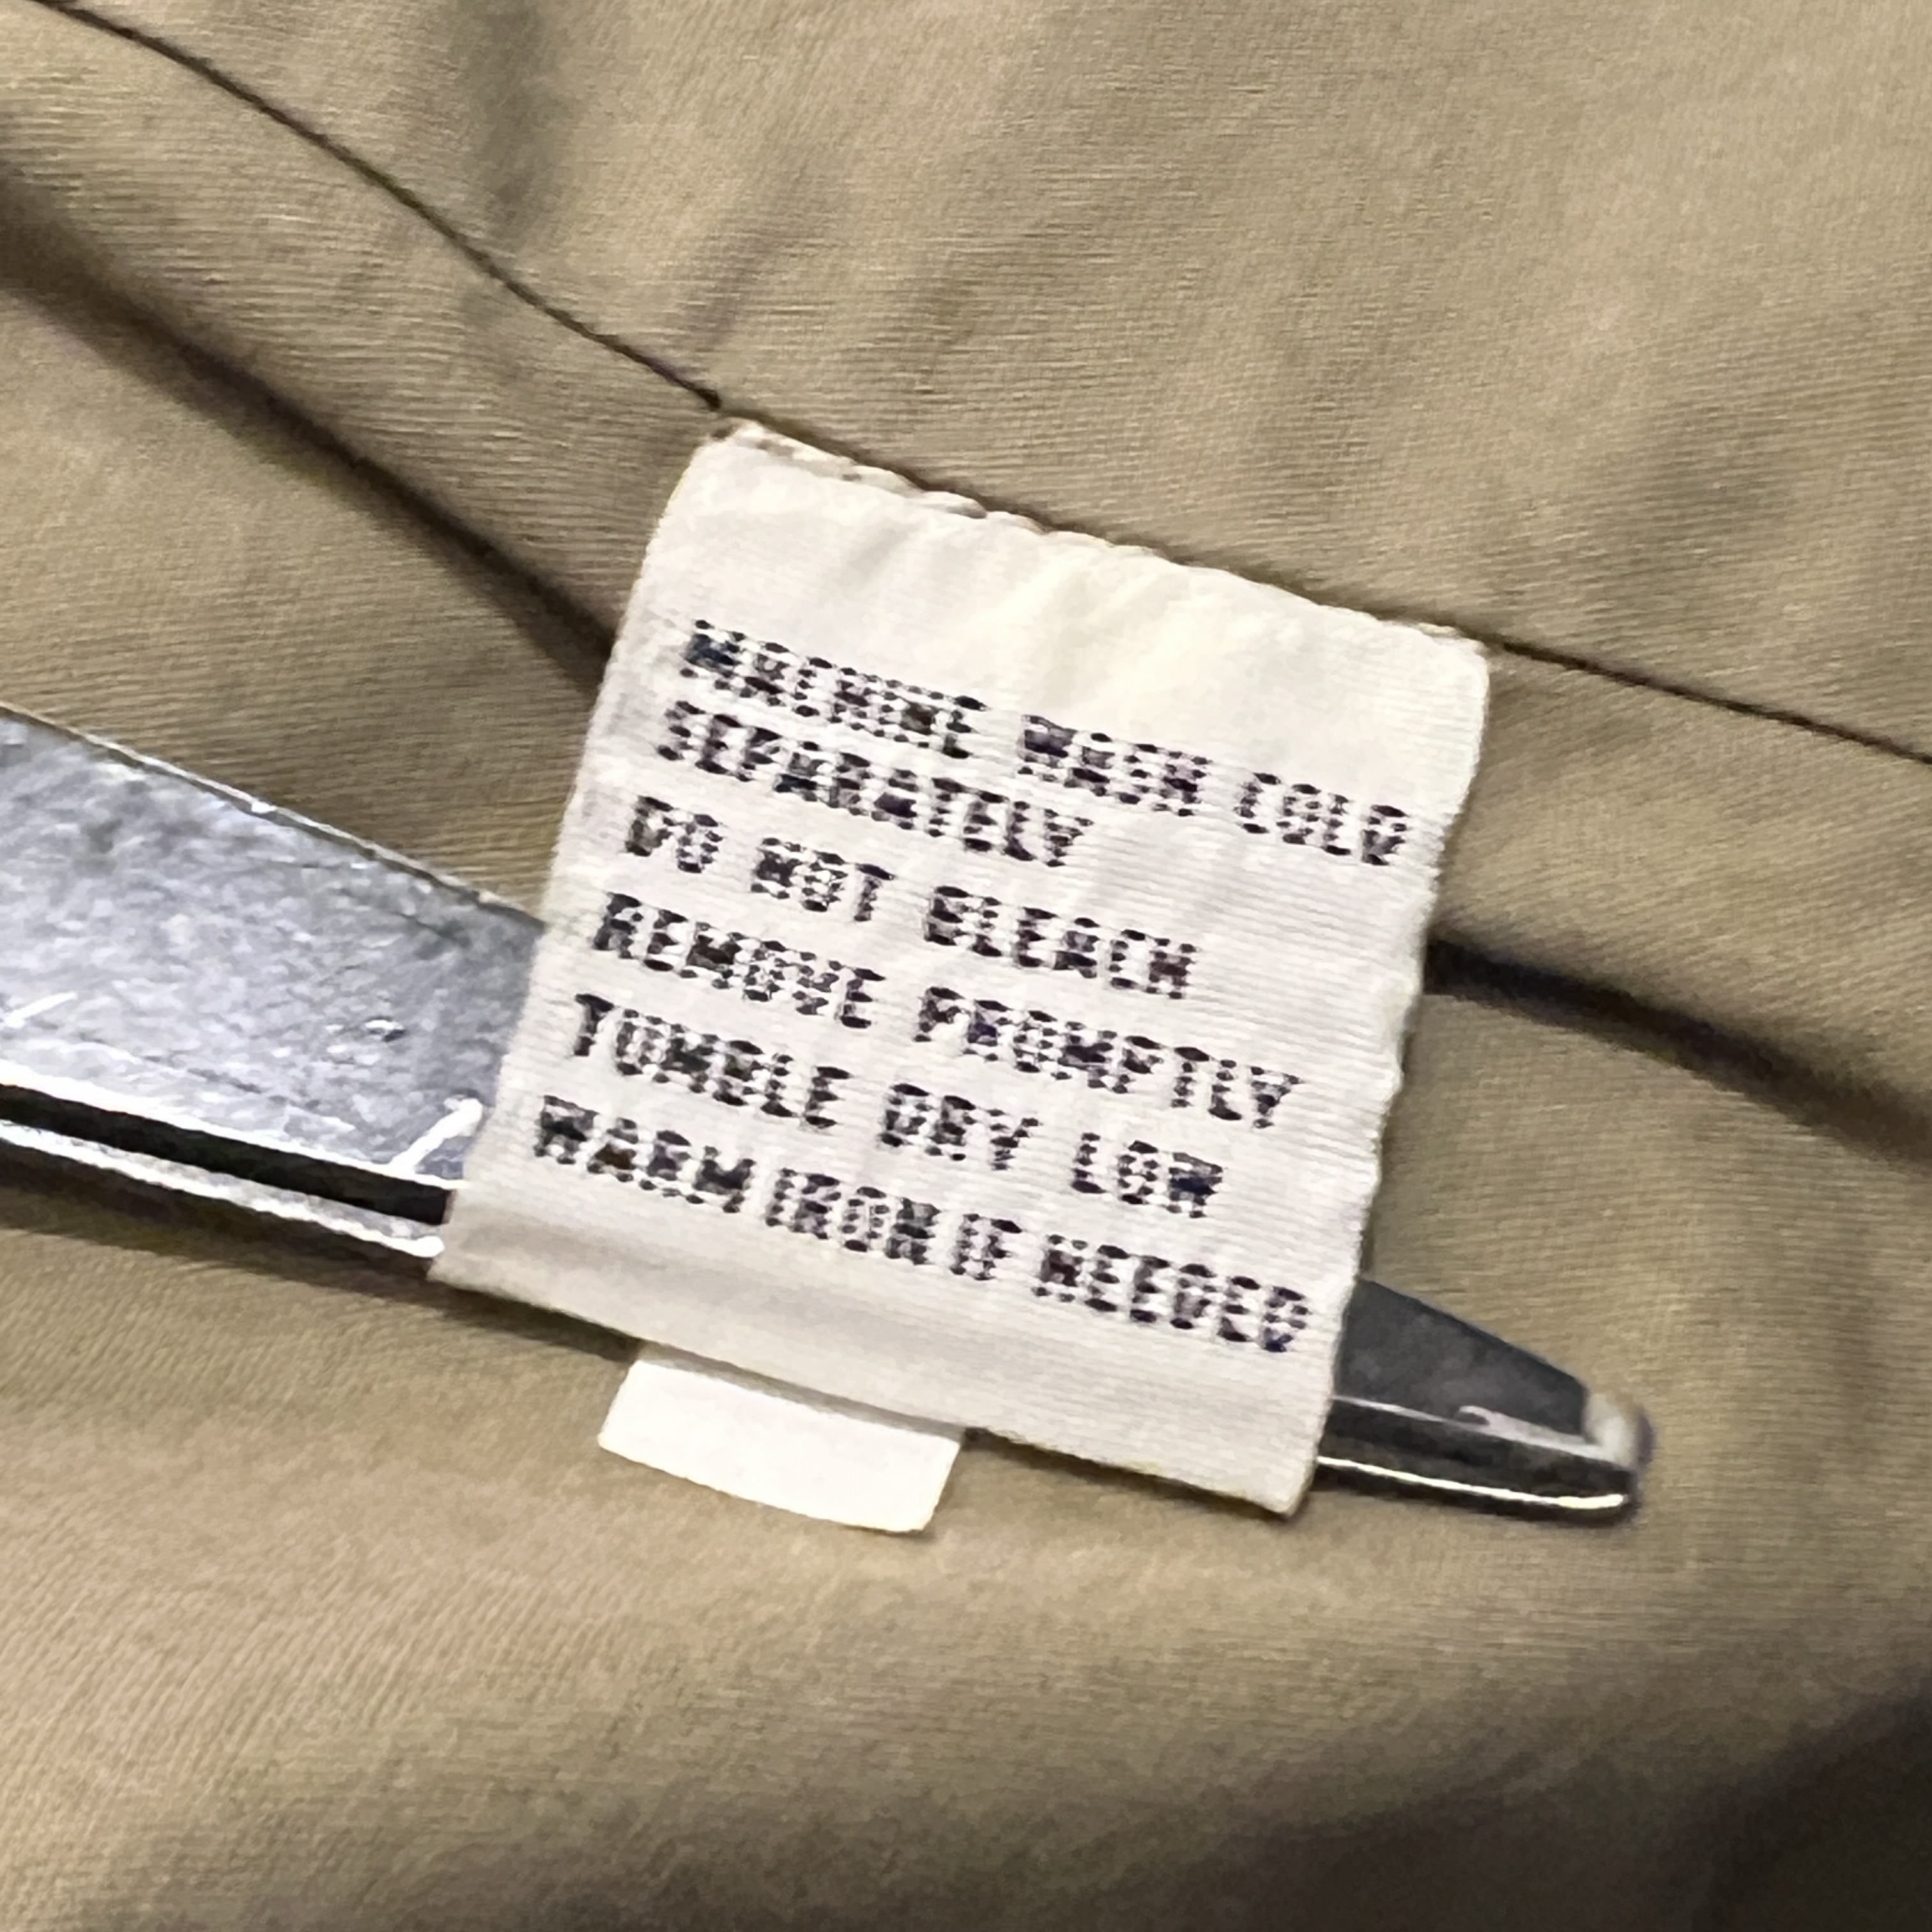 MACHINE WASH COLD
SEPARATELY
DO NOT BLEACH
REMOVE PROMPTLY
TUMBLE DRY LOW
WARM IRON IF NEEDED